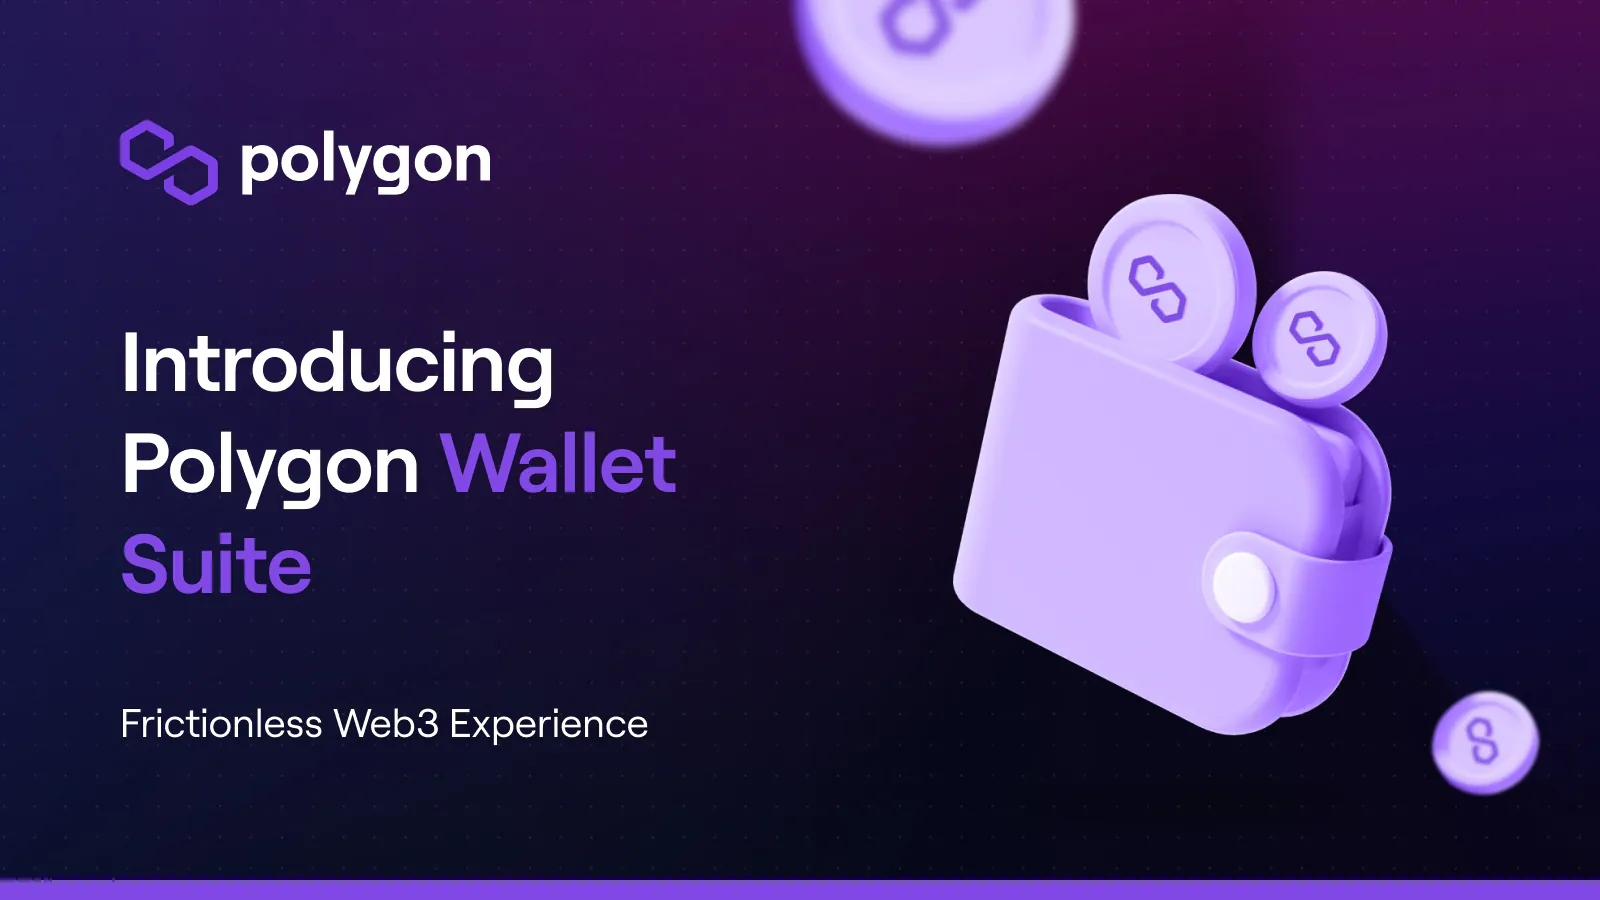 polygon
Introducing
Polygon Wallet
Suite
Frictionless Web3 Experience